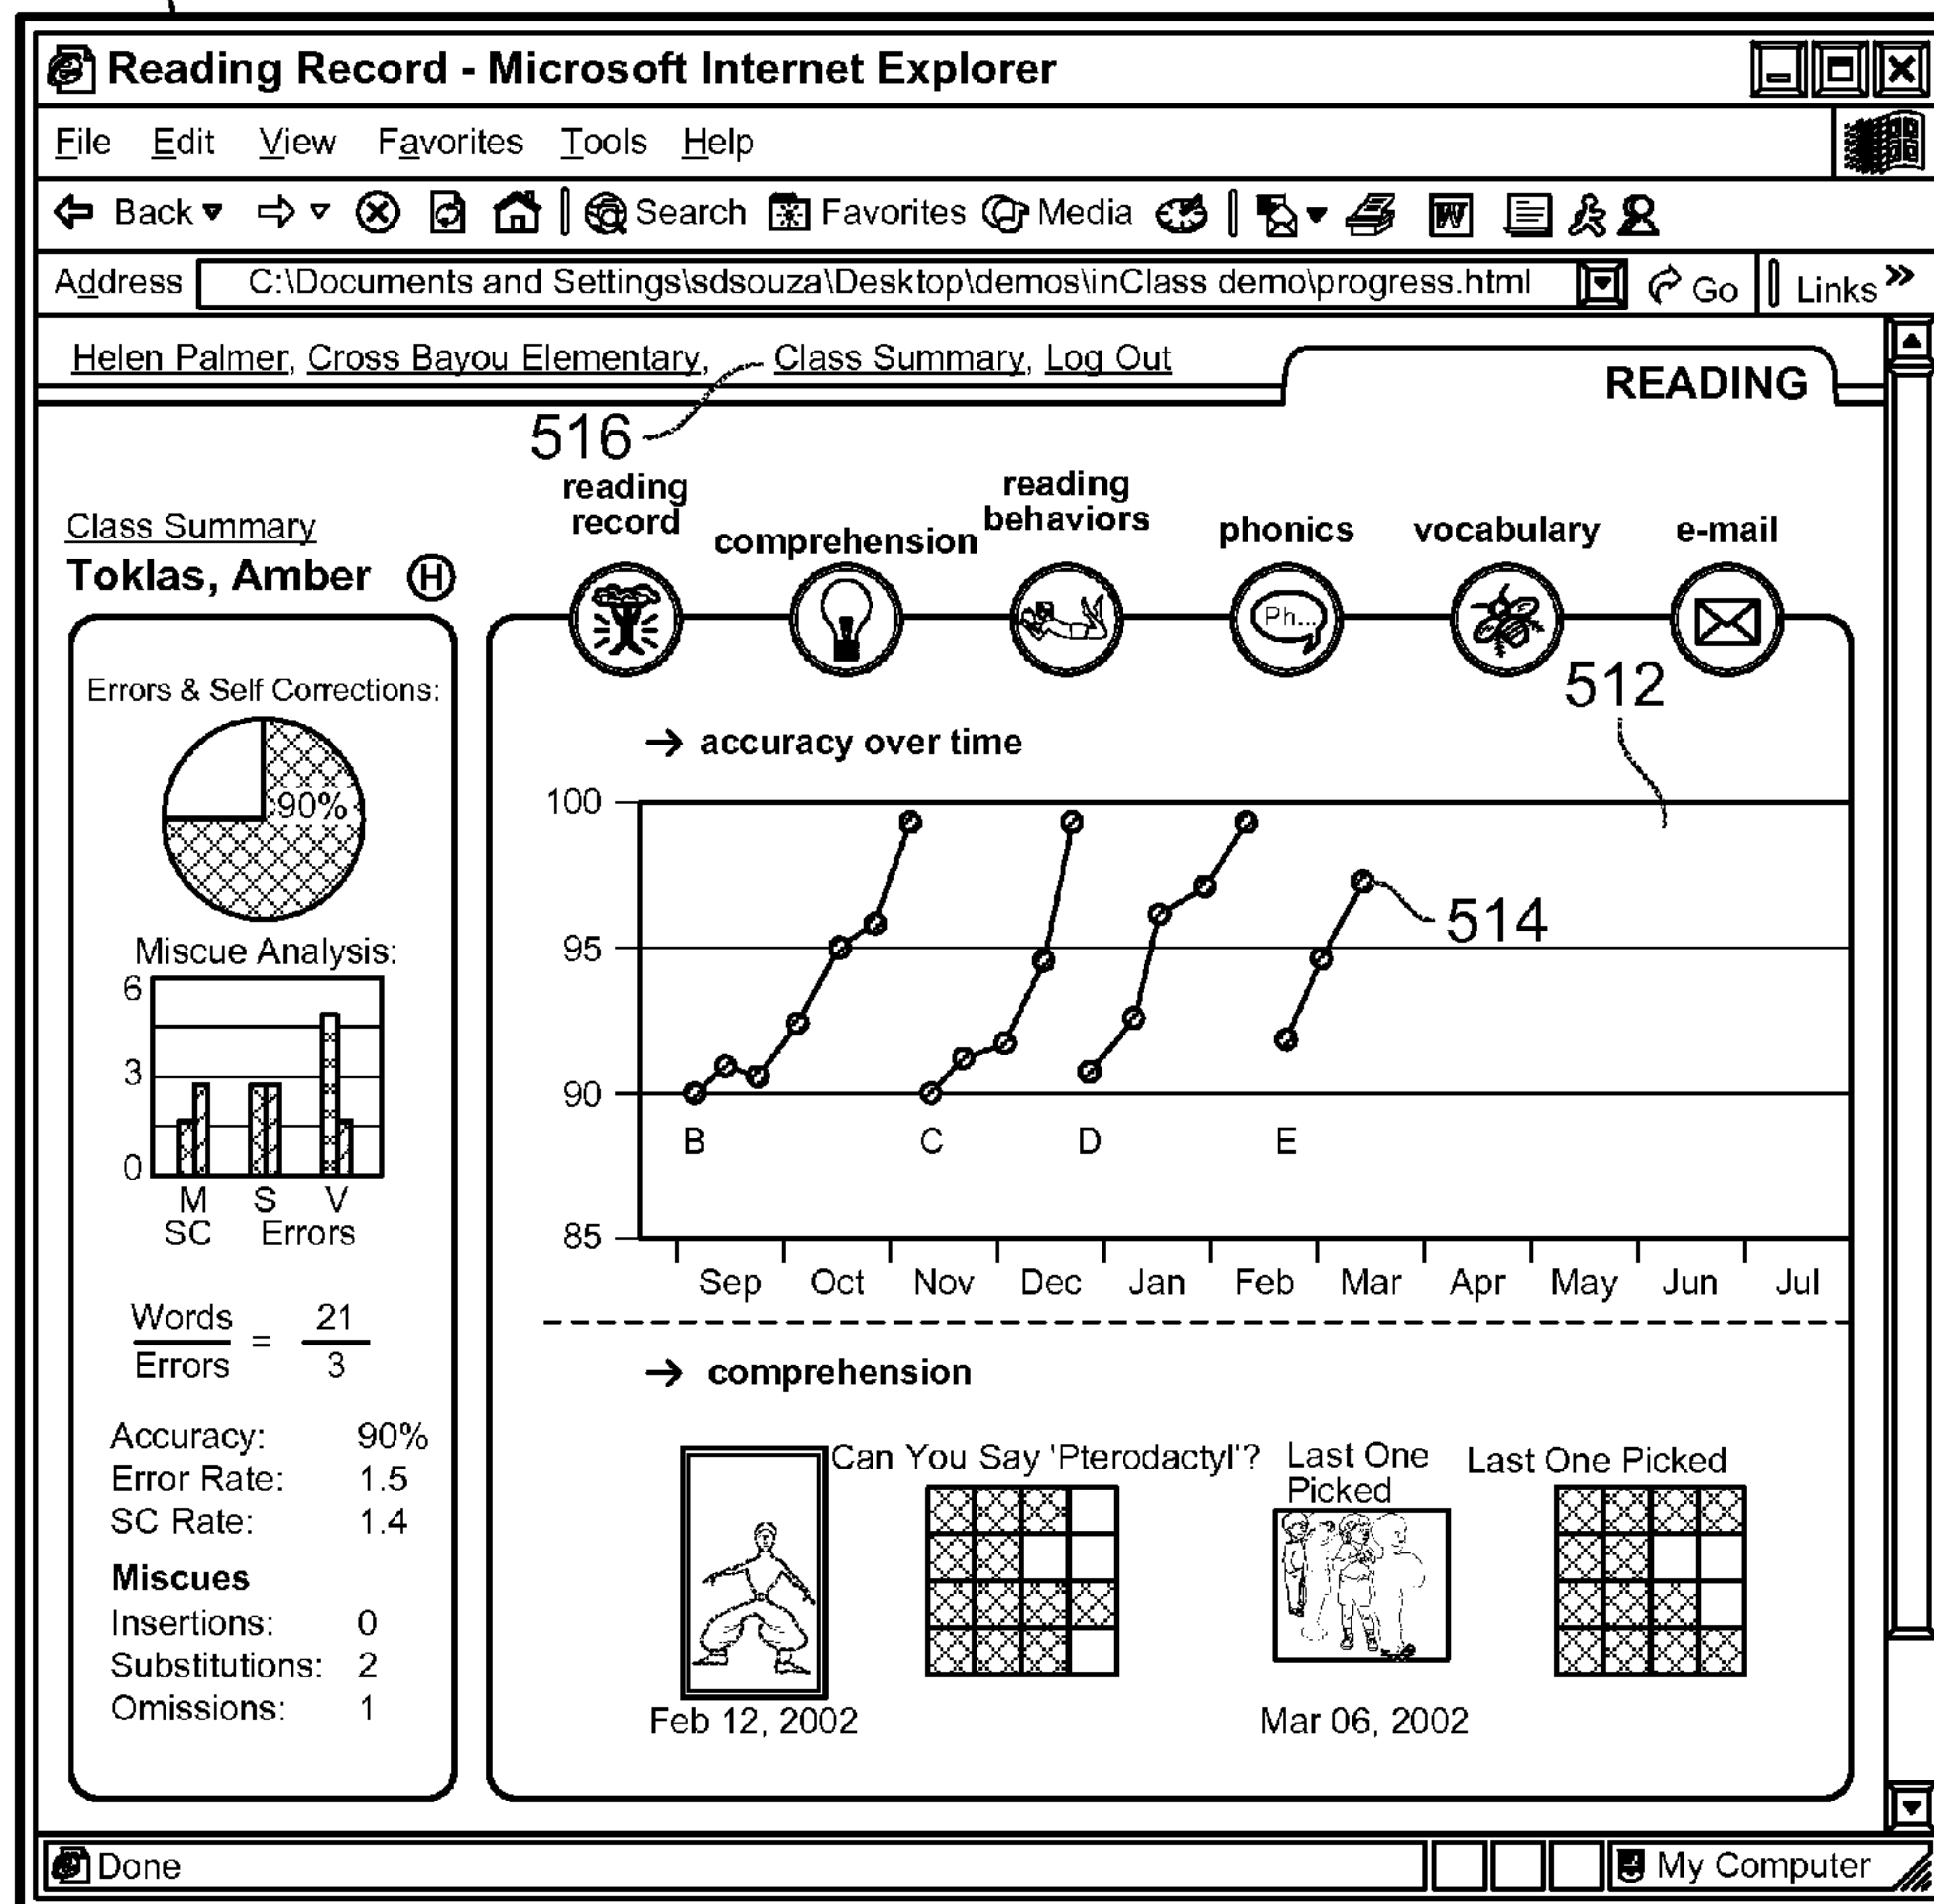 Reading Record - Microsoft Internet Explorer
File Edit View Favorites Tools Help
Back Search Favorites Media W
Address C:\Documents and Settings\sdsouza\Desktop\demos\inClass demo\progress.html Go Links »
Helen Palmer, Cross Bayou Elementary, Class Summary, Log Out
READING
516
reading
record
comprehension
reading
behaviors
phonics
vocabulary
e-mail
Class Summary
Toklas, Amber H
Ph...
512
Errors & Self Corrections:
90%
Miscue Analysis:
6
3
0
M S V
SC Errors
Words
Errors
=
21
3
Accuracy: 90%
Error Rate: 1.5
SC Rate: 1.4
Miscues
Insertions: 0
Substitutions: 2
Omissions: 1
→ accuracy over time
100
95
90
85
514
B C D E
Sep Oct Nov Dec Jan Feb Mar Apr May Jun Jul
→ comprehension
Can You Say 'Pterodactyl'?
Last One
Picked
Last One Picked
Feb 12, 2002
Mar 06, 2002
Done
My Computer